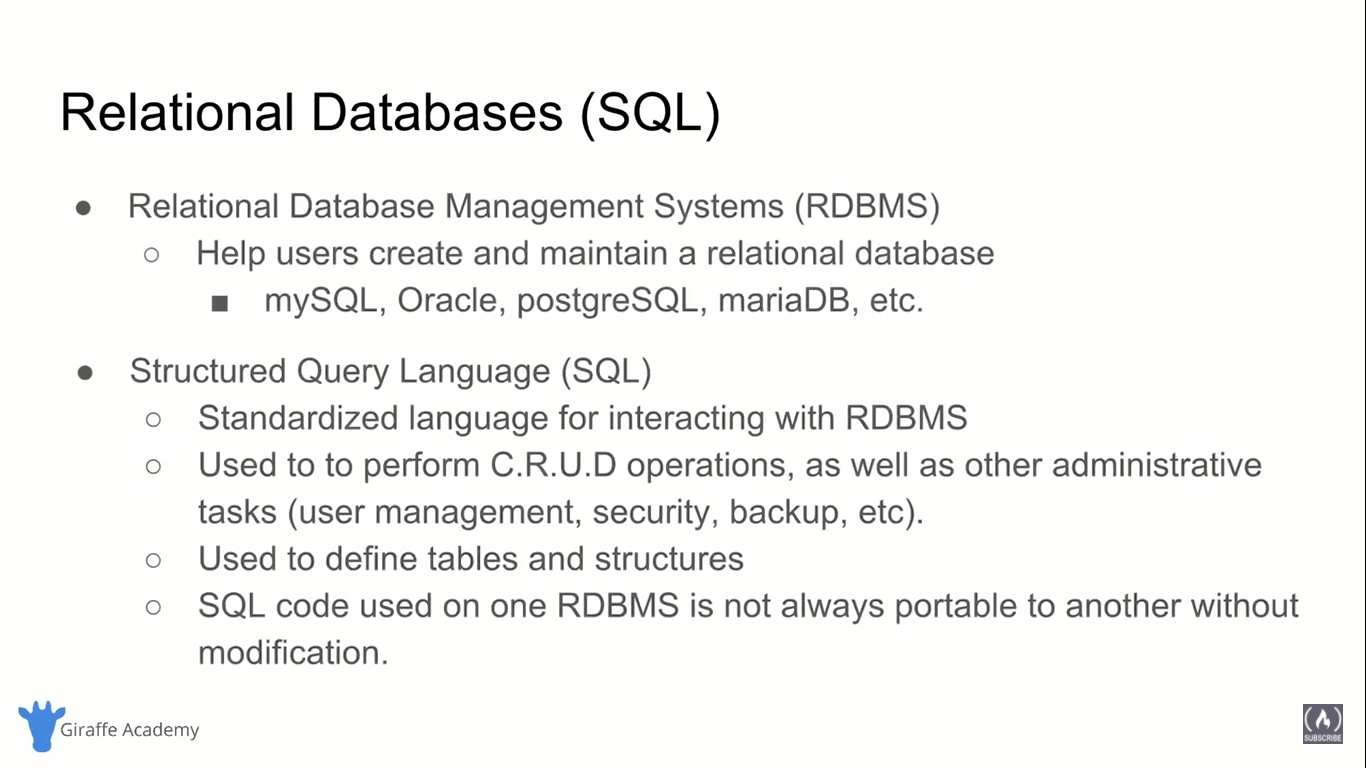 Relational Databases (SQL)
● Relational Database Management Systems (RDBMS)
○ Help users create and maintain a relational database
■ mySQL, Oracle, postgreSQL, mariaDB, etc.
● Structured Query Language (SQL)
○ Standardized language for interacting with RDBMS
○ Used to to perform C.R.U.D operations, as well as other administrative
tasks (user management, security, backup, etc).
○ Used to define tables and structures
○ SQL code used on one RDBMS is not always portable to another without
modification.
Giraffe Academy
SUBSCRIBE